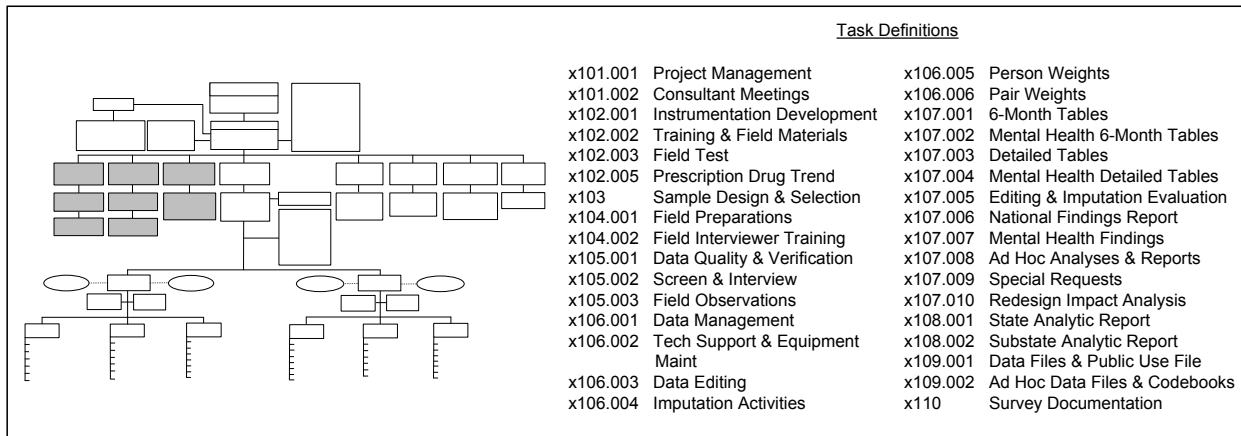 Task Definitions
x101.001 Project Management
x101.002 Consultant Meetings
x102.001 Instrumentation Development
x102.002 Training & Field Materials
x102.003 Field Test
x102.005 Prescription Drug Trend
x103 Sample Design & Selection
x104.001 Field Preparations
x104.002 Field Interviewer Training
x105.001 Data Quality & Verification
x105.002 Screen & Interview
x105.003 Field Observations
x106.001 Data Management
x106.002 Tech Support & Equipment
Maint
x106.003 Data Editing
x106.004 Imputation Activities
x106.005 Person Weights
x106.006 Pair Weights
x107.001 6-Month Tables
x107.002 Mental Health 6-Month Tables
x107.003 Detailed Tables
x107.004 Mental Health Detailed Tables
x107.005 Editing & Imputation Evaluation
x107.006 National Findings Report
x107.007 Mental Health Findings
x107.008 Ad Hoc Analyses & Reports
x107.009 Special Requests
x107.010 Redesign Impact Analysis
x108.001 State Analytic Report
x108.002 Substate Analytic Report
x109.001 Data Files & Public Use File
x109.002 Ad Hoc Data Files & Codebooks
x110 Survey Documentation